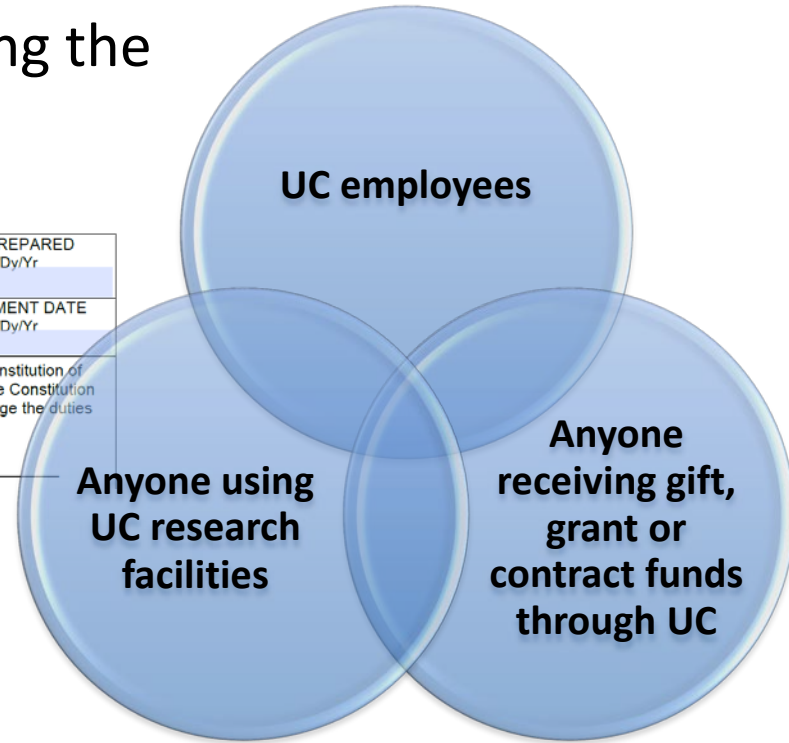 ng the
UC employees
REPARED
Dy/Yr
MENT DATE
Dy/Yr
nstitution of
e Constitution
ge the duties
Anyone using
UC research
facilities
Anyone
receiving gift,
grant or
contract funds
through UC